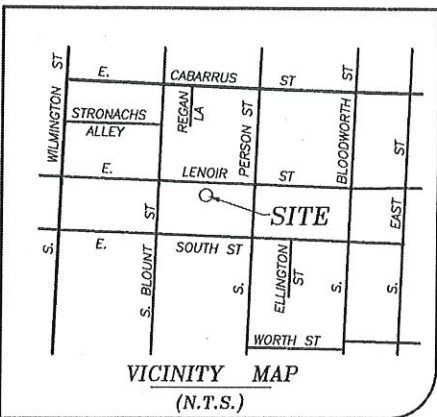 S. WILMINGTON ST
E. CABARRUS ST
STRONACHS
ALLEY
REGAN
LA
S. PERSON ST
S. BLOODWORTH ST
S. EAST ST
E. LENOIR ST
SITE
S. BLOUNT ST
E. SOUTH ST
ELLINGTON
ST
WORTH ST
VICINITY MAP
(N.T.S.)